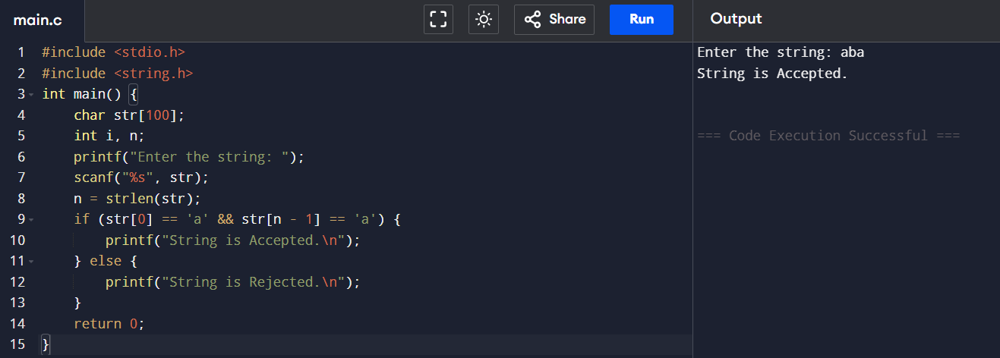 main.c
Share
Run
Output
1 #include <stdio.h>
2 #include <string.h>
3 int main() {
4     char str[100];
5     int i, n;
6     printf("Enter the string: ");
7     scanf("%s", str);
8     n = strlen(str);
9     if (str[0] == 'a' && str[n - 1] == 'a') {
10         printf("String is Accepted.\n");
11     } else {
12         printf("String is Rejected.\n");
13     }
14     return 0;
15 }
Enter the string: aba
String is Accepted.
=== Code Execution Successful ===